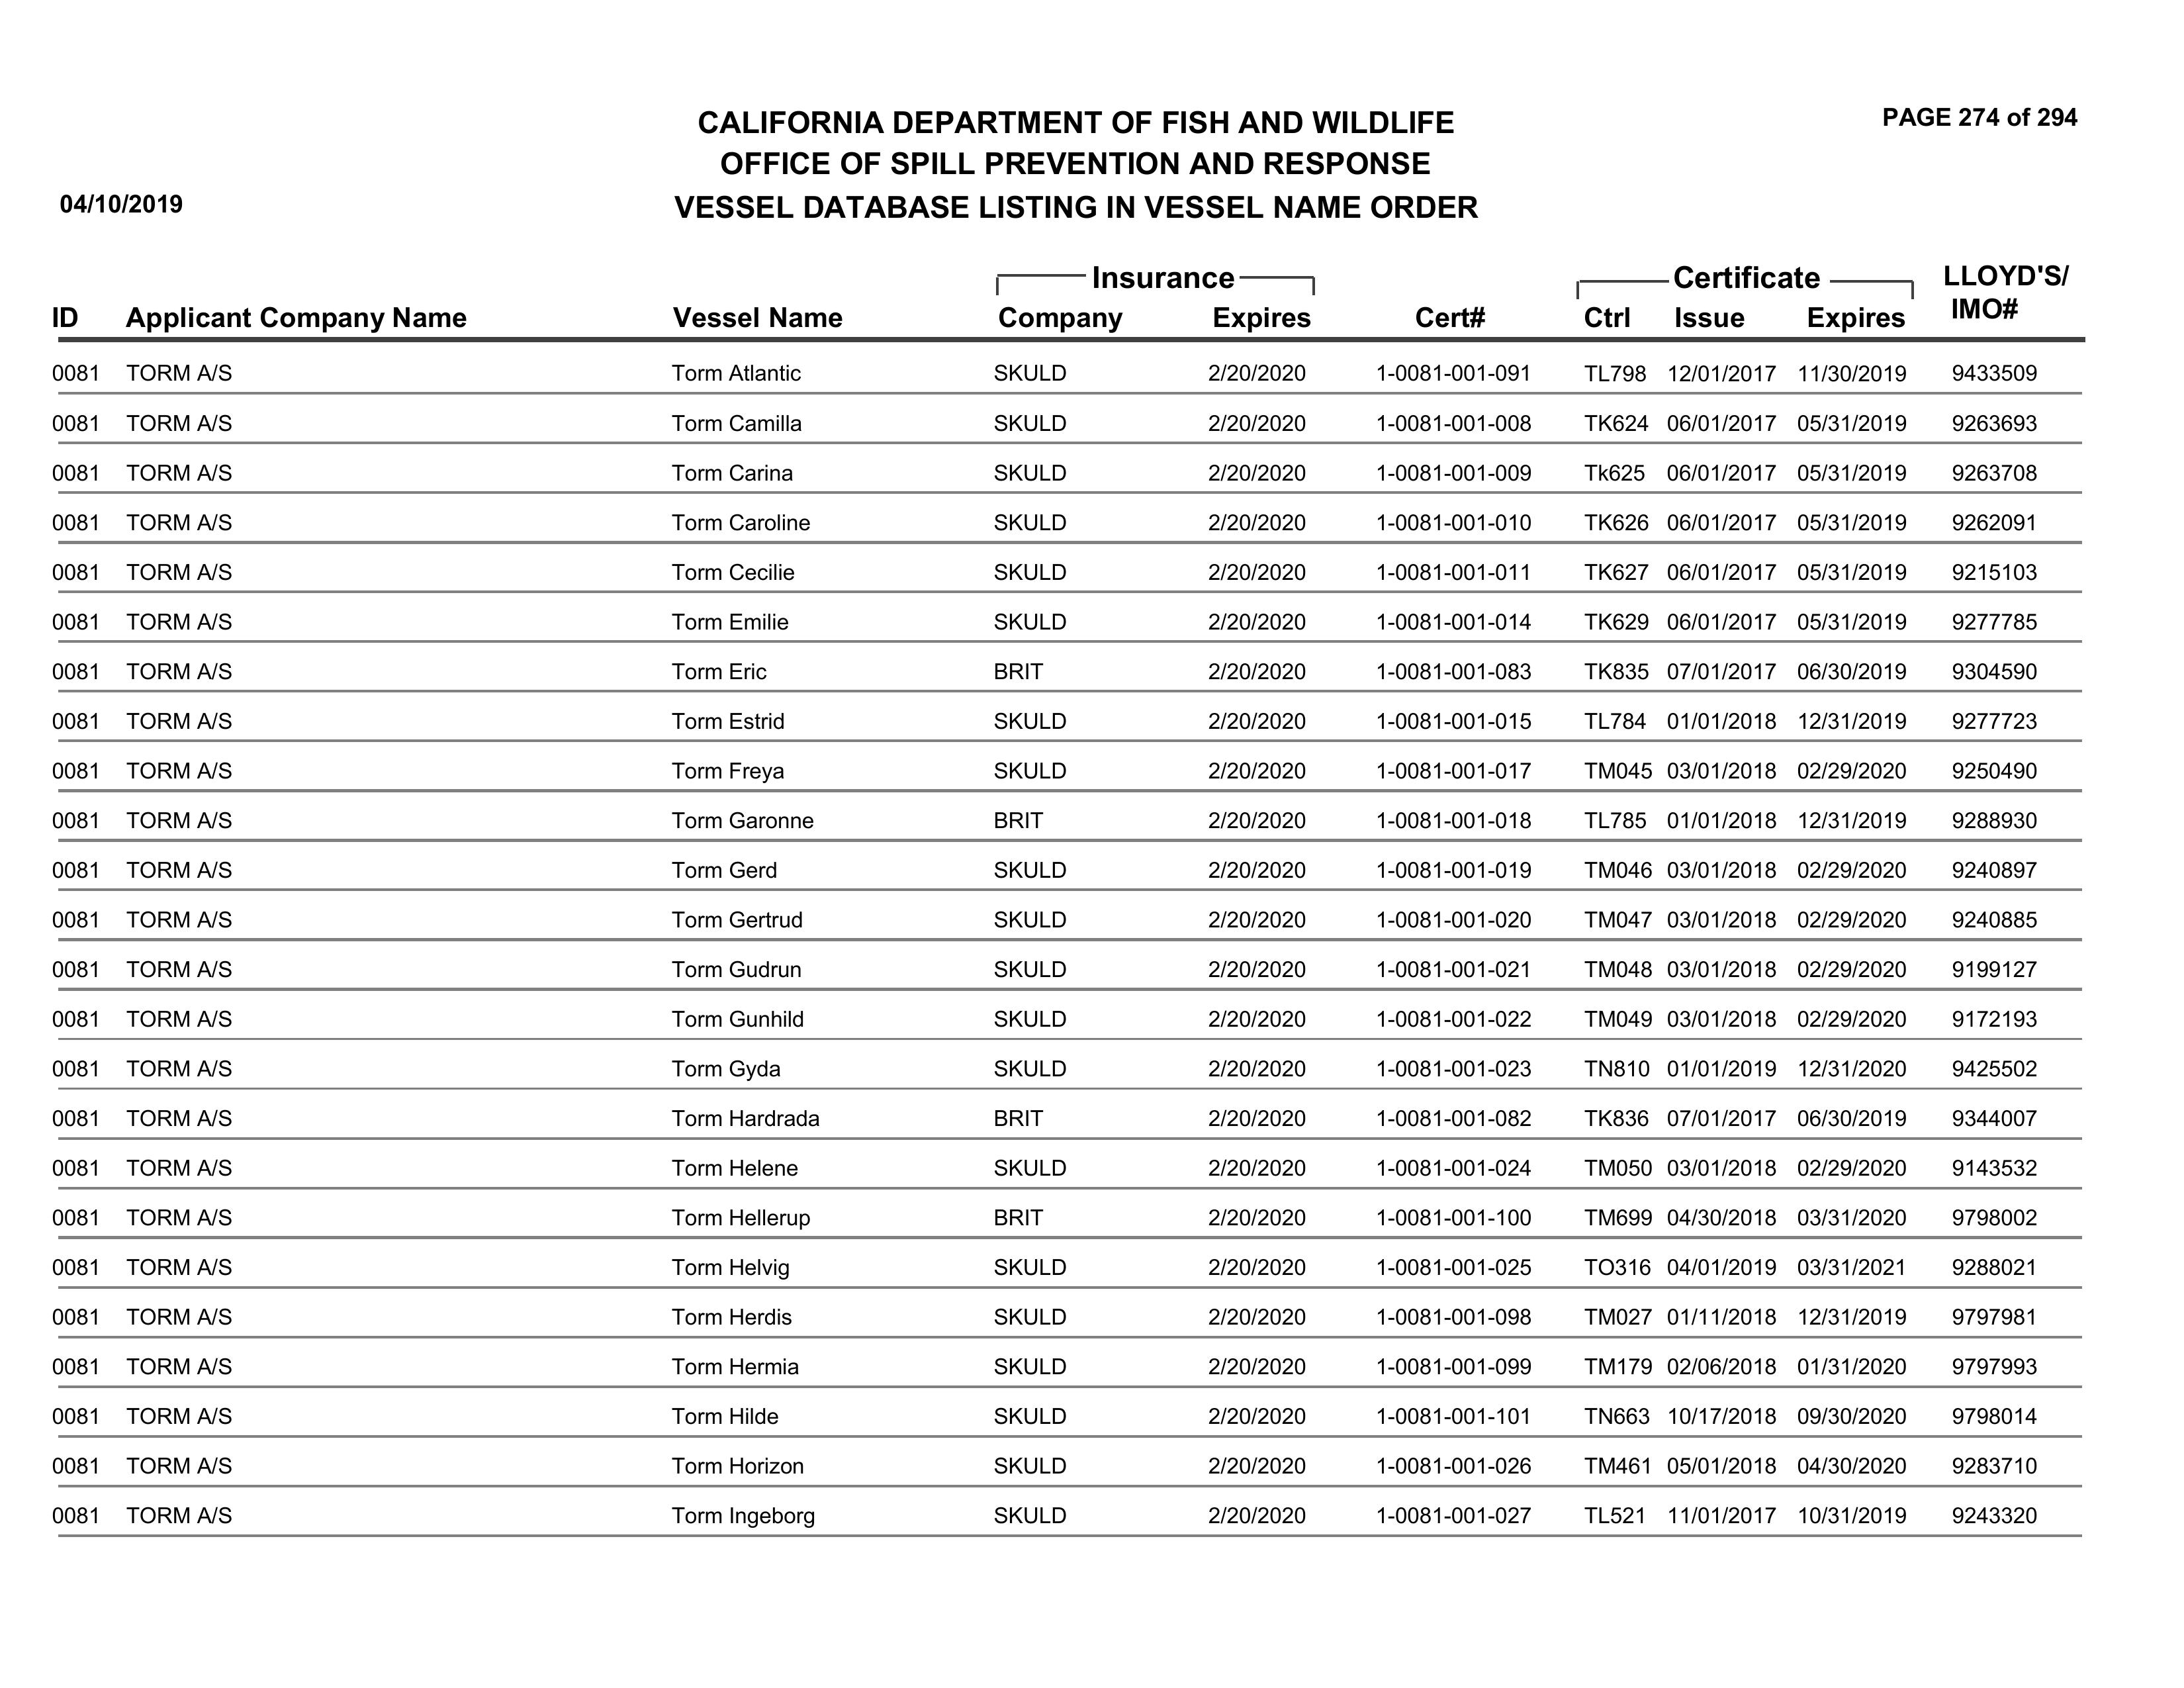 PAGE 274 of 294
CALIFORNIA DEPARTMENT OF FISH AND WILDLIFE
OFFICE OF SPILL PREVENTION AND RESPONSE
04/10/2019 VESSEL DATABASE LISTING IN VESSEL NAME ORDER
Insurance Certificate LLOYD'S/
ID Applicant Company Name Vessel Name Company Expires Cert# Ctrl Issue Expires IMO#
0081 TORM A/S Torm Atlantic SKULD 2/20/2020 1-0081-001-091 TL798 12/01/2017 11/30/2019 9433509
0081 TORM A/S Torm Camilla SKULD 2/20/2020 1-0081-001-008 TK624 06/01/2017 05/31/2019 9263693
0081 TORM A/S Torm Carina SKULD 2/20/2020 1-0081-001-009 Tk625 06/01/2017 05/31/2019 9263708
0081 TORM A/S Torm Caroline SKULD 2/20/2020 1-0081-001-010 TK626 06/01/2017 05/31/2019 9262091
0081 TORM A/S Torm Cecilie SKULD 2/20/2020 1-0081-001-011 TK627 06/01/2017 05/31/2019 9215103
0081 TORM A/S Torm Emilie SKULD 2/20/2020 1-0081-001-014 TK629 06/01/2017 05/31/2019 9277785
0081 TORM A/S Torm Eric BRIT 2/20/2020 1-0081-001-083 TK835 07/01/2017 06/30/2019 9304590
0081 TORM A/S Torm Estrid SKULD 2/20/2020 1-0081-001-015 TL784 01/01/2018 12/31/2019 9277723
0081 TORM A/S Torm Freya SKULD 2/20/2020 1-0081-001-017 TM045 03/01/2018 02/29/2020 9250490
0081 TORM A/S Torm Garonne BRIT 2/20/2020 1-0081-001-018 TL785 01/01/2018 12/31/2019 9288930
0081 TORM A/S Torm Gerd SKULD 2/20/2020 1-0081-001-019 TM046 03/01/2018 02/29/2020 9240897
0081 TORM A/S Torm Gertrud SKULD 2/20/2020 1-0081-001-020 TM047 03/01/2018 02/29/2020 9240885
0081 TORM A/S Torm Gudrun SKULD 2/20/2020 1-0081-001-021 TM048 03/01/2018 02/29/2020 9199127
0081 TORM A/S Torm Gunhild SKULD 2/20/2020 1-0081-001-022 TM049 03/01/2018 02/29/2020 9172193
0081 TORM A/S Torm Gyda SKULD 2/20/2020 1-0081-001-023 TN810 01/01/2019 12/31/2020 9425502
0081 TORM A/S Torm Hardrada BRIT 2/20/2020 1-0081-001-082 TK836 07/01/2017 06/30/2019 9344007
0081 TORM A/S Torm Helene SKULD 2/20/2020 1-0081-001-024 TM050 03/01/2018 02/29/2020 9143532
0081 TORM A/S Torm Hellerup BRIT 2/20/2020 1-0081-001-100 TM699 04/30/2018 03/31/2020 9798002
0081 TORM A/S Torm Helvig SKULD 2/20/2020 1-0081-001-025 TO316 04/01/2019 03/31/2021 9288021
0081 TORM A/S Torm Herdis SKULD 2/20/2020 1-0081-001-098 TM027 01/11/2018 12/31/2019 9797981
0081 TORM A/S Torm Hermia SKULD 2/20/2020 1-0081-001-099 TM179 02/06/2018 01/31/2020 9797993
0081 TORM A/S Torm Hilde SKULD 2/20/2020 1-0081-001-101 TN663 10/17/2018 09/30/2020 9798014
0081 TORM A/S Torm Horizon SKULD 2/20/2020 1-0081-001-026 TM461 05/01/2018 04/30/2020 9283710
0081 TORM A/S Torm Ingeborg SKULD 2/20/2020 1-0081-001-027 TL521 11/01/2017 10/31/2019 9243320